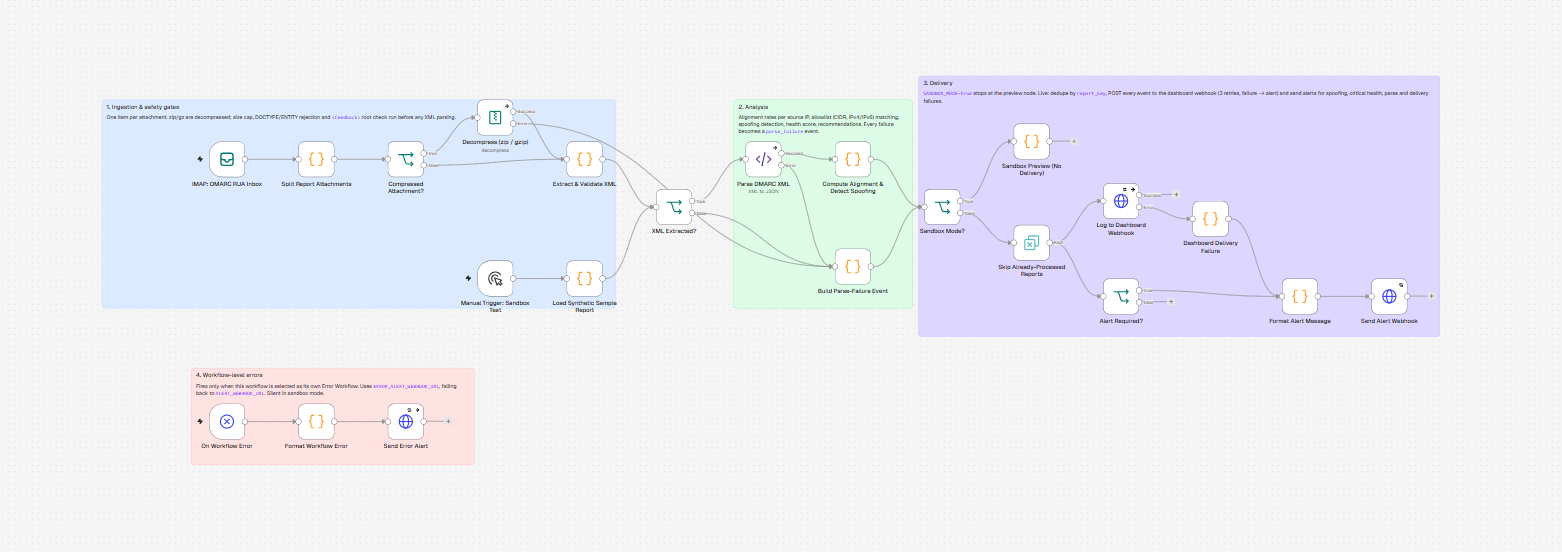 1. Ingestion & safety gates
One item per attachment. zip/gz are decompressed; size cap, DOCTYPE/ENTITY rejection and <feedback> root check run before any XML parsing.
Success
Error
Decompress (zip / gzip)
decompress
True
False
IMAP: DMARC RUA Inbox
Split Report Attachments
Compressed
Attachment?
Extract & Validate XML
True
False
XML Extracted?
Manual Trigger: Sandbox
Test
Load Synthetic Sample
Report
2. Analysis
Alignment rates per source IP, allowlist (CIDR, IPv4/IPv6) matching,
spoofing detection, health score, recommendations. Every failure
becomes a parse_failure event.
Success
Error
Parse DMARC XML
XML to JSON
Compute Alignment &
Detect Spoofing
Build Parse-Failure Event
3. Delivery
SANDBOX_MODE=true stops at the preview node. Live: dedupe by report_key, POST every event to the dashboard webhook (3 retries, failure -> alert) and send alerts for spoofing, critical health, parse and delivery
failures.
Sandbox Preview (No
Delivery)
True
False
Sandbox Mode?
Success
Error
Log to Dashboard
Webhook
Dashboard Delivery
Failure
Kept
Skip Already-Processed
Reports
True
False
Alert Required?
Format Alert Message
Send Alert Webhook
4. Workflow-level errors
Fires only when this workflow is selected as its own Error Workflow. Uses ERROR_ALERT_WEBHOOK_URL, falling
back to ALERT_WEBHOOK_URL. Silent in sandbox mode.
On Workflow Error
Format Workflow Error
Send Error Alert